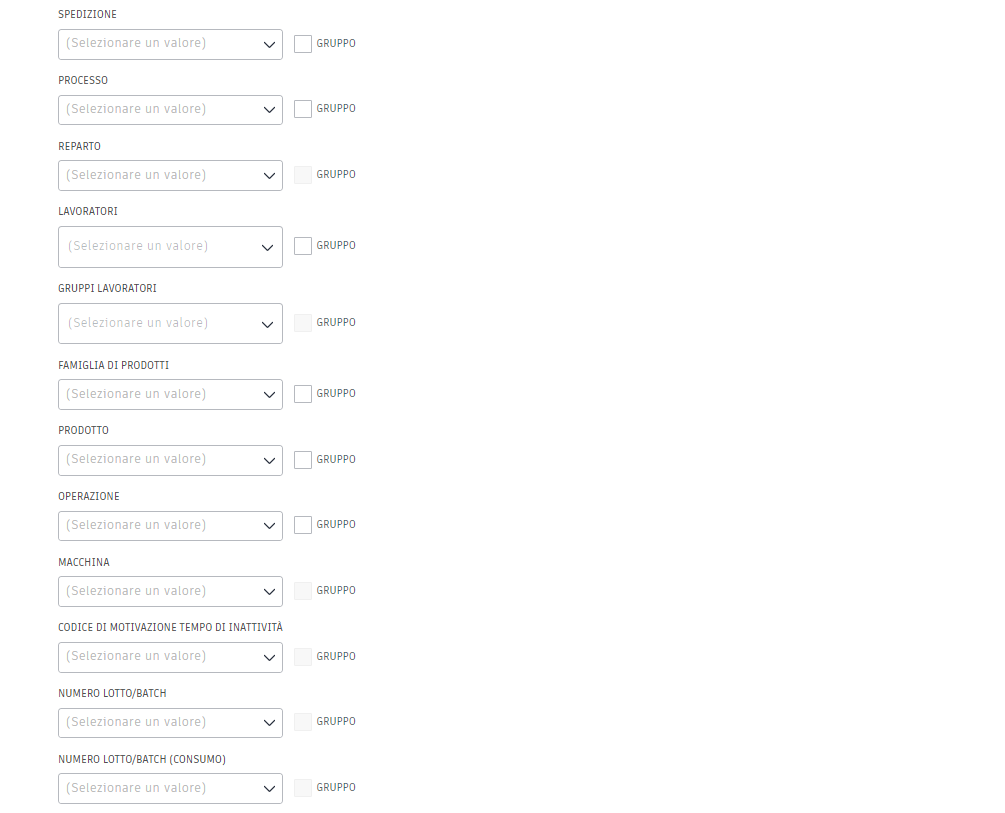 SPEDIZIONE
(Selezionare un valore) GRUPPO
PROCESSO
(Selezionare un valore) GRUPPO
REPARTO
(Selezionare un valore) GRUPPO
LAVORATORI
(Selezionare un valore) GRUPPO
GRUPPI LAVORATORI
(Selezionare un valore) GRUPPO
FAMIGLIA DI PRODOTTI
(Selezionare un valore) GRUPPO
PRODOTTO
(Selezionare un valore) GRUPPO
OPERAZIONE
(Selezionare un valore) GRUPPO
MACCHINA
(Selezionare un valore) GRUPPO
CODICE DI MOTIVAZIONE TEMPO DI INATTIVITÀ
(Selezionare un valore) GRUPPO
NUMERO LOTTO/BATCH
(Selezionare un valore) GRUPPO
NUMERO LOTTO/BATCH (CONSUMO)
(Selezionare un valore) GRUPPO